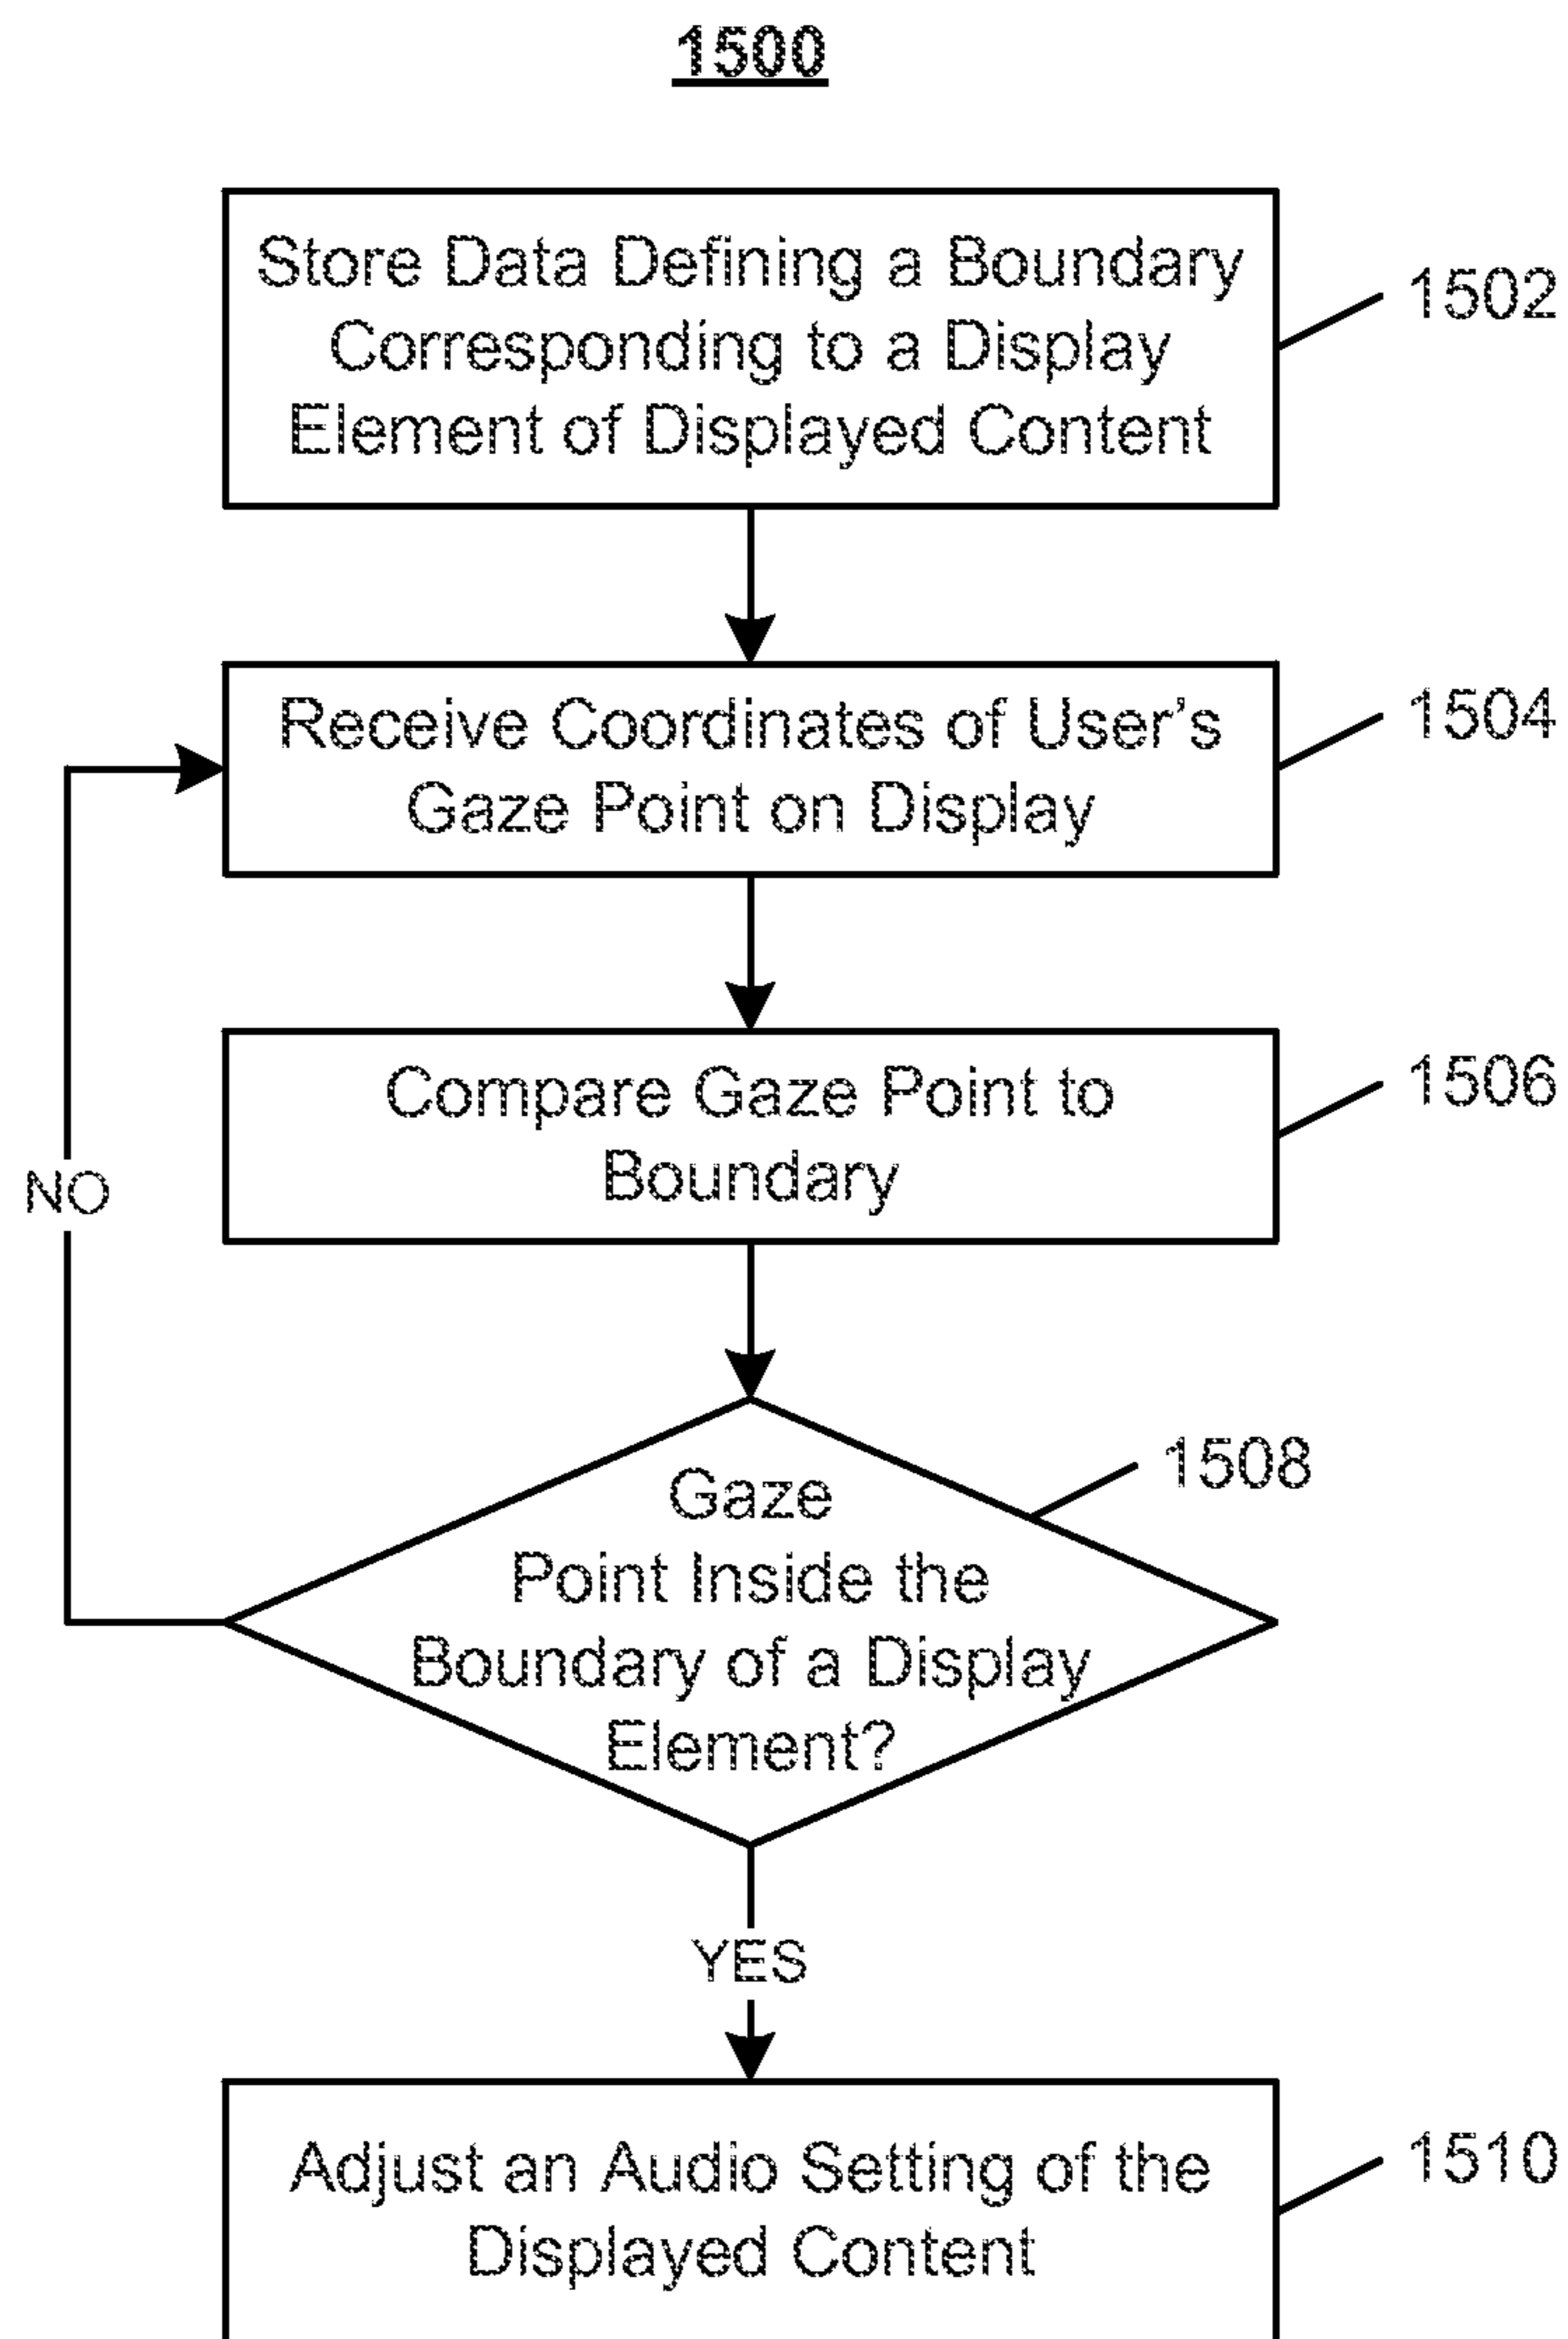 1500
Store Data Defining a Boundary
Corresponding to a Display
Element of Displayed Content
1502
Receive Coordinates of User’s
Gaze Point on Display
1504
Compare Gaze Point to
Boundary
1506
NO
Gaze
Point Inside the
Boundary of a Display
Element?
1508
YES
Adjust an Audio Setting of the
Displayed Content
1510